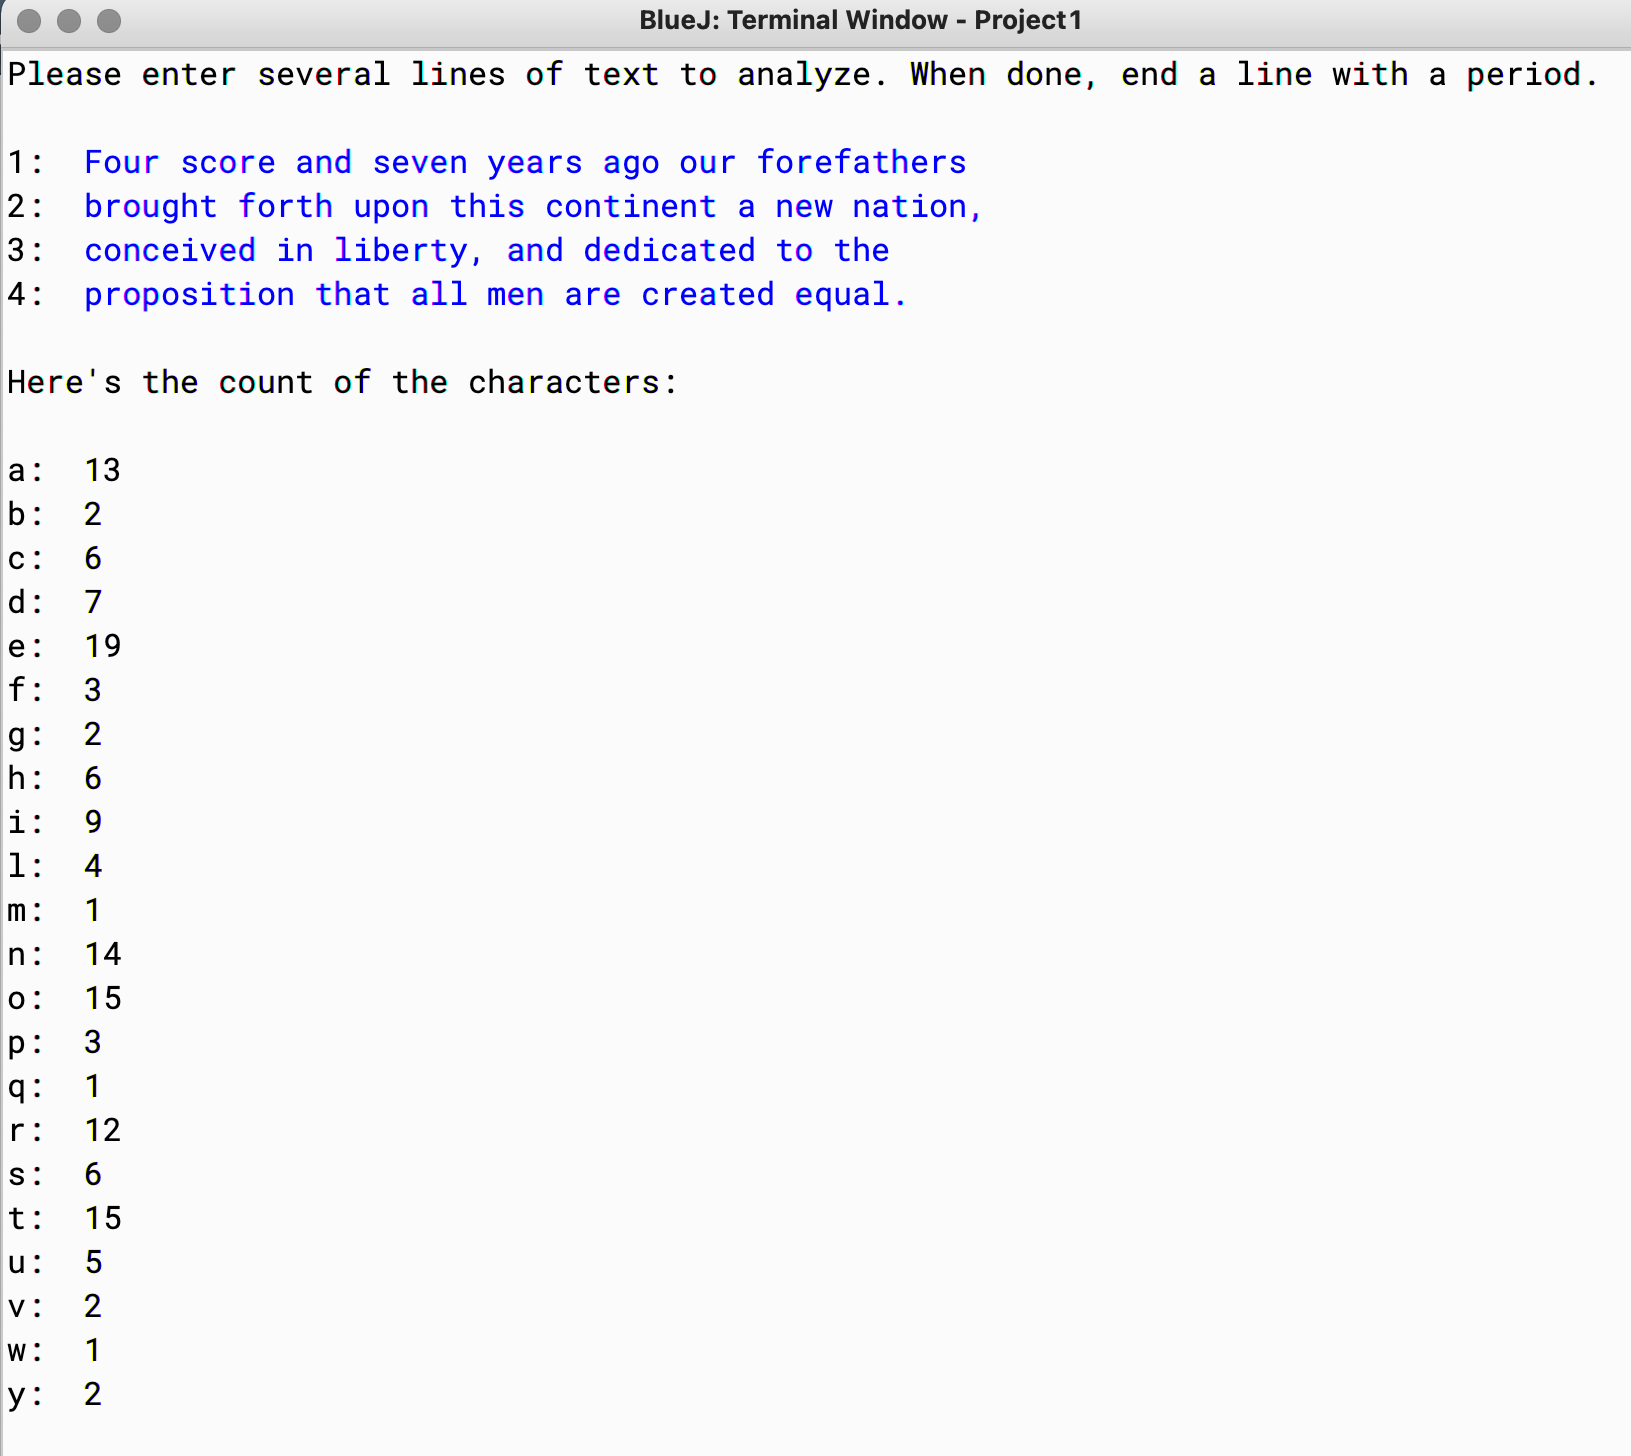 BlueJ: Terminal Window - Project1
Please enter several lines of text to analyze. When done, end a line with a period.
1: Four score and seven years ago our forefathers
2: brought forth upon this continent a new nation,
3: conceived in liberty, and dedicated to the
4: proposition that all men are created equal.
Here's the count of the characters:
a: 13
b: 2
c: 6
d: 7
e: 19
f: 3
g: 2
h: 6
i: 9
l: 4
m: 1
n: 14
o: 15
p: 3
q: 1
r: 12
s: 6
t: 15
u: 5
v: 2
w: 1
y: 2